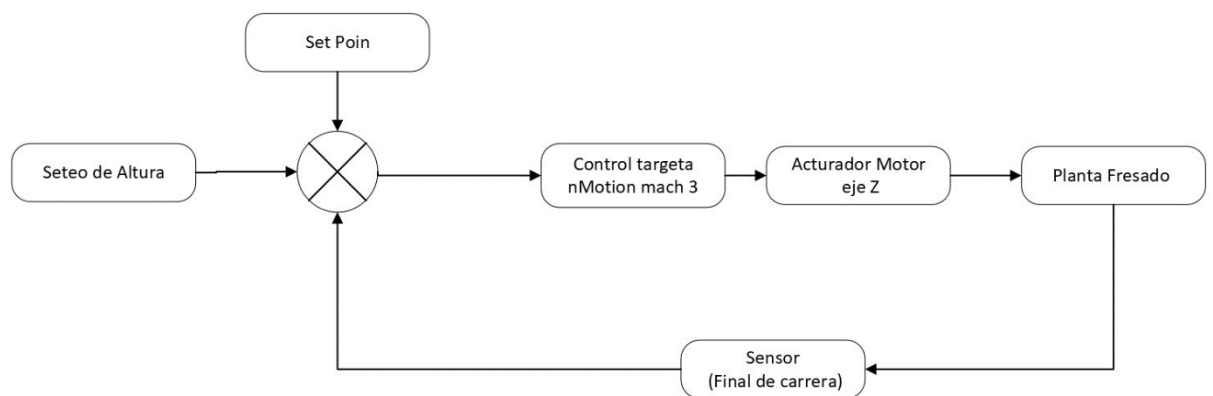 Set Poin
Seteo de Altura
Control targeta
nMotion mach 3
Acturador Motor
eje Z
Planta Fresado
Sensor
(Final de carrera)